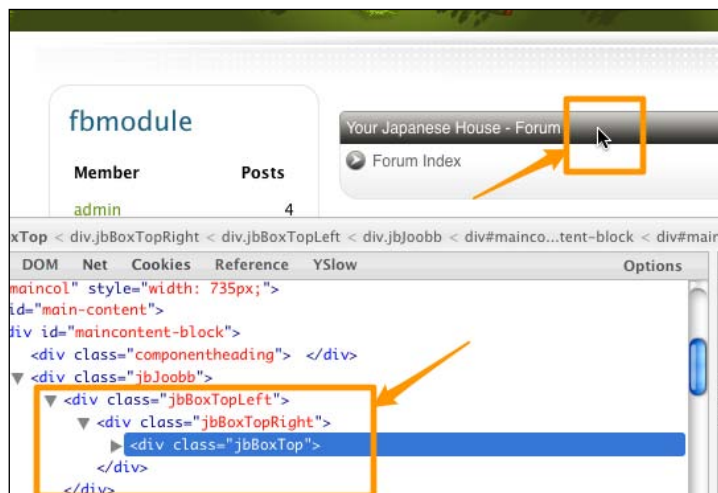 fbmodule
Member Posts
admin 4
Your Japanese House - Forum
Forum Index
xTop < div.jbBoxTopRight < div.jbBoxTopLeft < div.jbJoobb < div#mainco...tent-block < div#main
DOM Net Cookies Reference YSlow Options
maincol" style="width: 735px;">
id="main-content">
div id="maincontent-block">
<div class="componentheading"> </div>
<div class="jbJoobb">
<div class="jbBoxTopLeft">
<div class="jbBoxTopRight">
<div class="jbBoxTop">
</div>
</div>